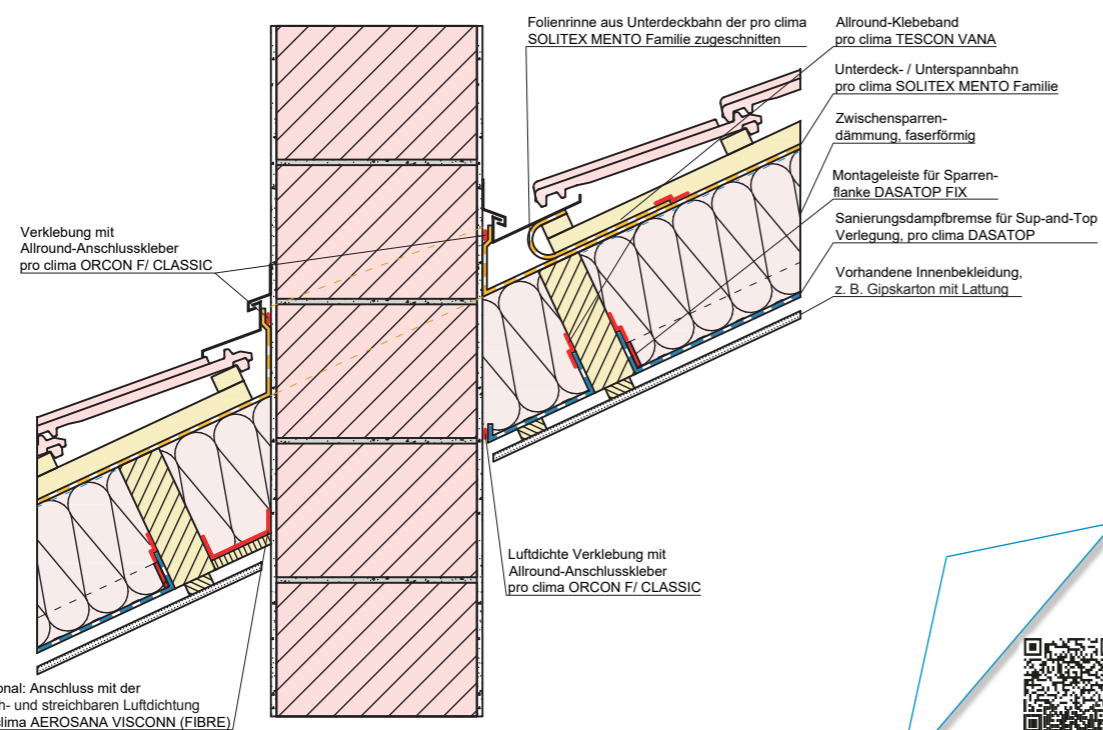 Folienrinne aus Unterdeckbahn der pro clima
SOLITEX MENTO Familie zugeschnitten
Allround-Klebeband
pro clima TESCON VANA
Unterdeck- / Unterspannbahn
pro clima SOLITEX MENTO Familie
Zwischensparren-
dämmung, faserförmig
Montageleiste für Sparren-
flanke DASATOP FIX
Sanierungsdampfbremse für Sup-and-Top
Verlegung, pro clima DASATOP
Vorhandene Innenbekleidung,
z. B. Gipskarton mit Lattung
Verklebung mit
Allround-Anschlusskleber
pro clima ORCON F/ CLASSIC
Luftdichte Verklebung mit
Allround-Anschlusskleber
pro clima ORCON F/ CLASSIC
onal: Anschluss mit der
h- und streichbaren Luftdichtung
clima AEROSANA VISCONN (FIBRE)